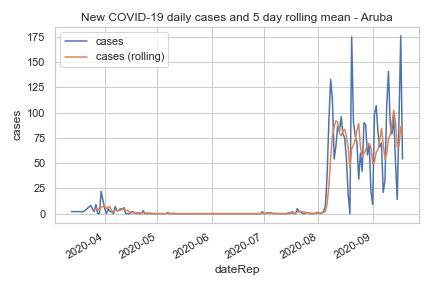 New COVID-19 daily cases and 5 day rolling mean - Aruba
cases
cases (rolling)
175
150
125
100
75
50
25
0
cases
2020-04
2020-05
2020-06
2020-07
2020-08
2020-09
dateRep